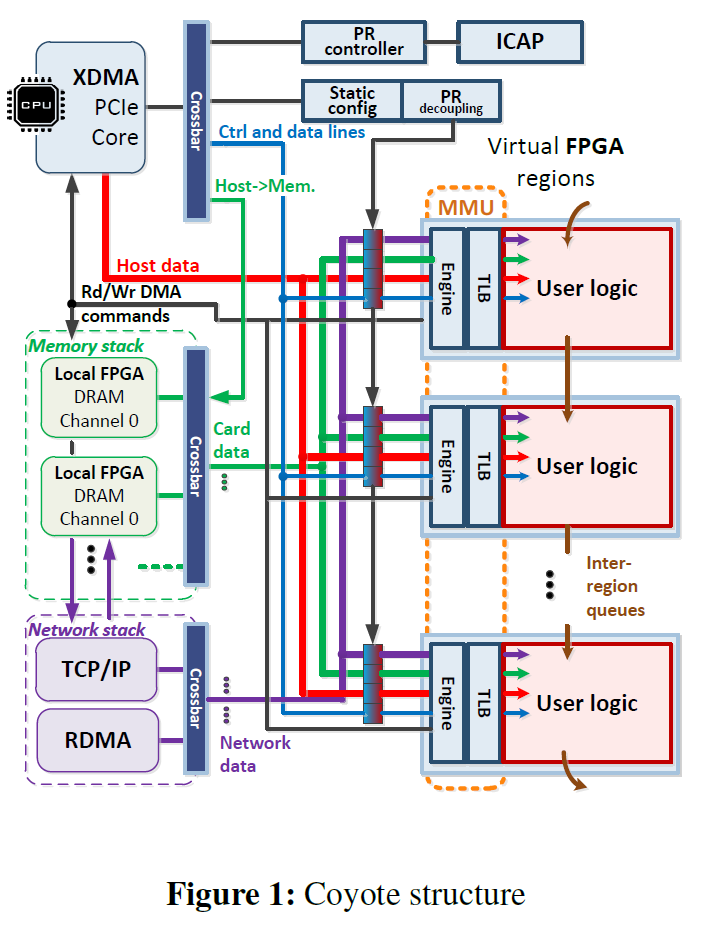 PR
controller
ICAP
CPU
XDMA
PCIe
Core
Crossbar
Static
config
PR
decoupling
Ctrl and data lines
Host->Mem.
Virtual FPGA
regions
MMU
Host data
Rd/Wr DMA
commands
Engine
TLB
User logic
Memory stack
Local FPGA
DRAM
Channel 0
Local FPGA
DRAM
Channel 0
Crossbar
Card
data
Engine
TLB
User logic
Inter-
region
queues
Network stack
TCP/IP
RDMA
Crossbar
Network
data
Engine
TLB
User logic
Figure 1: Coyote structure